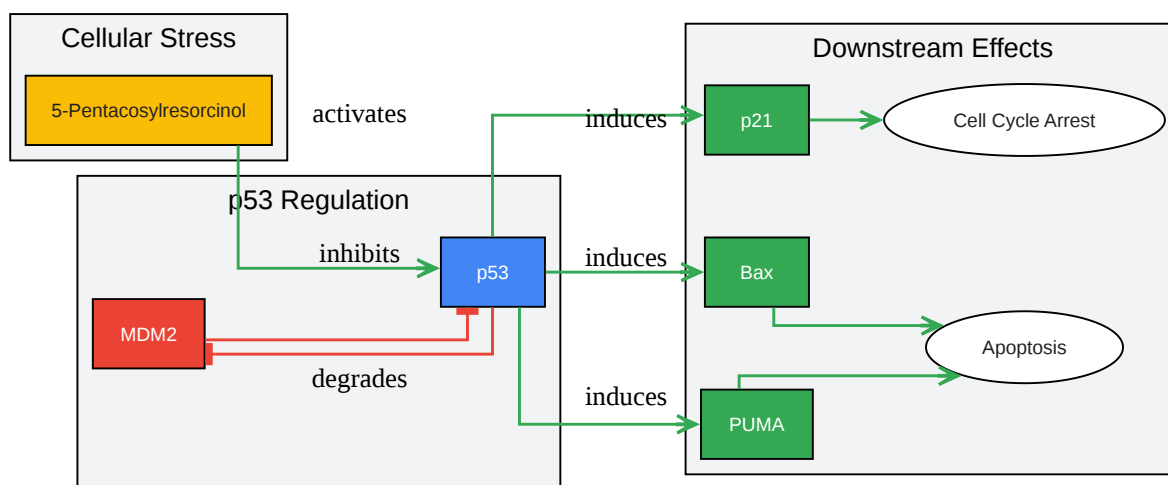 Cellular Stress
5-Pentacosylresorcinol
activates
p53 Regulation
inhibits
p53
MDM2
degrades
induces
induces
induces
Downstream Effects
p21
Cell Cycle Arrest
Bax
Apoptosis
PUMA